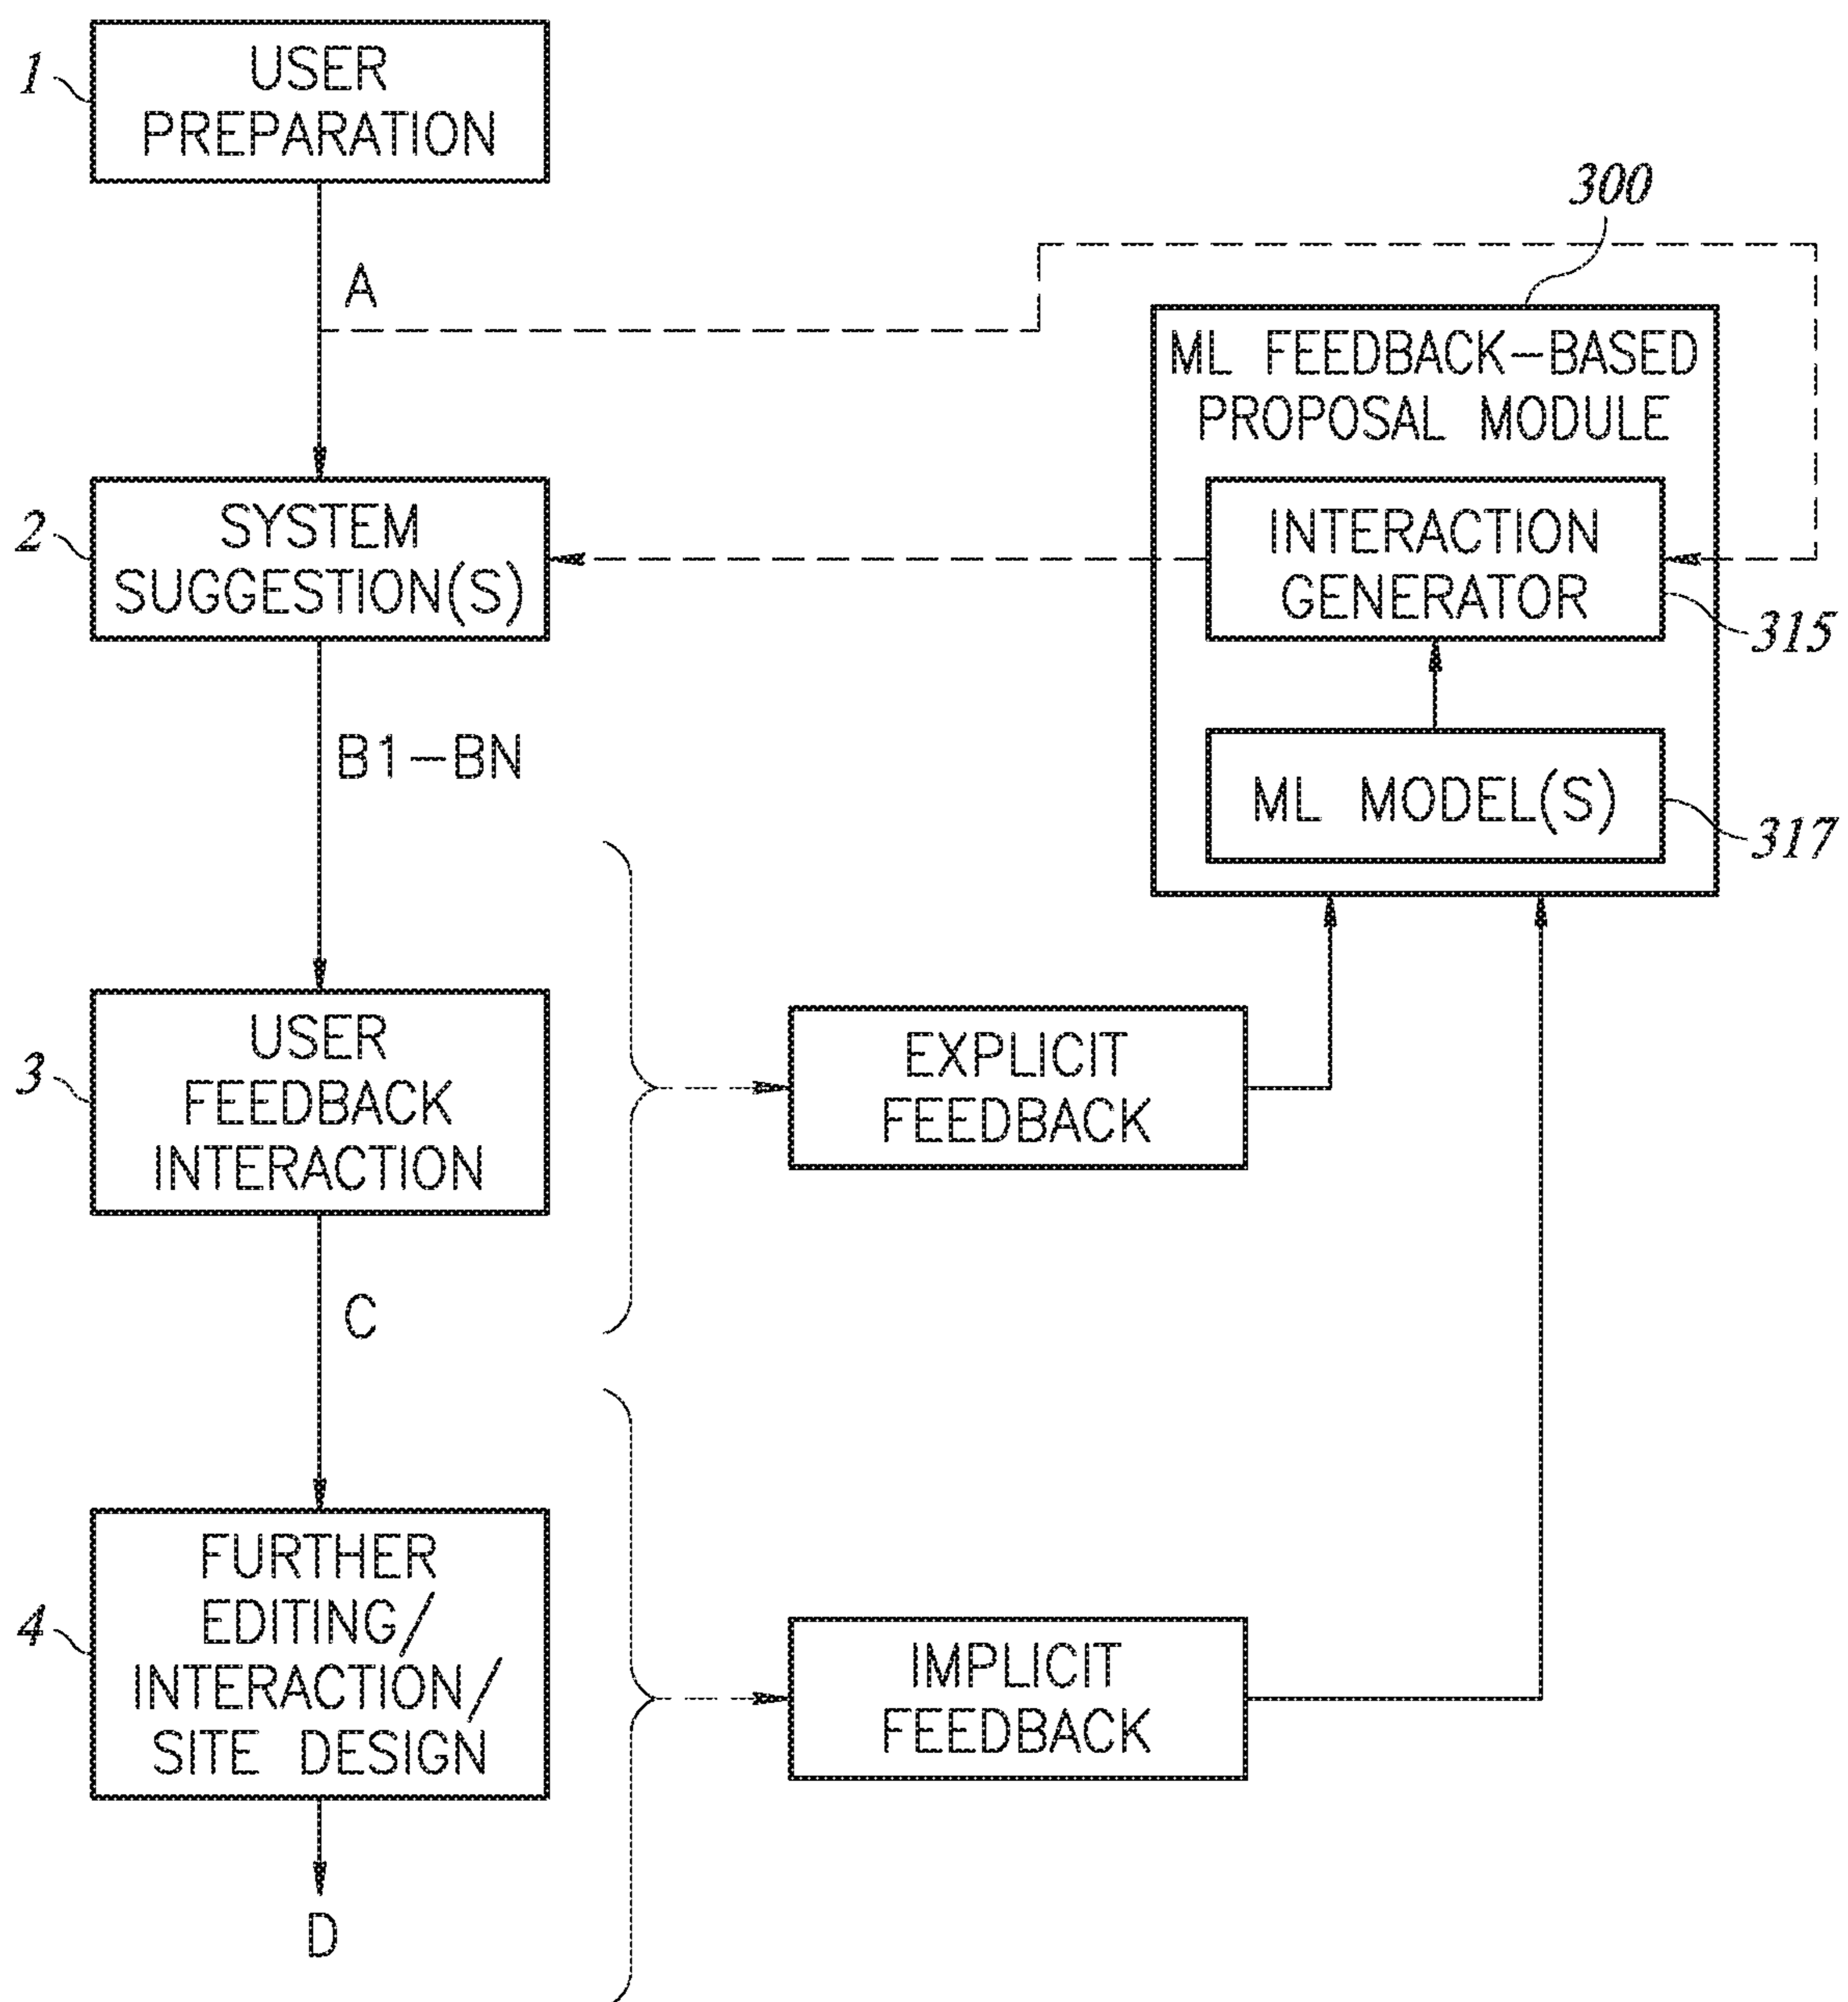 1
USER
PREPARATION
300
A
ML FEEDBACK-BASED
PROPOSAL MODULE
2
SYSTEM
SUGGESTION(S)
INTERACTION
GENERATOR
315
B1-BN
ML MODEL(S)
317
3
USER
FEEDBACK
INTERACTION
EXPLICIT
FEEDBACK
C
4
FURTHER
EDITING/
INTERACTION/
SITE DESIGN
IMPLICIT
FEEDBACK
D